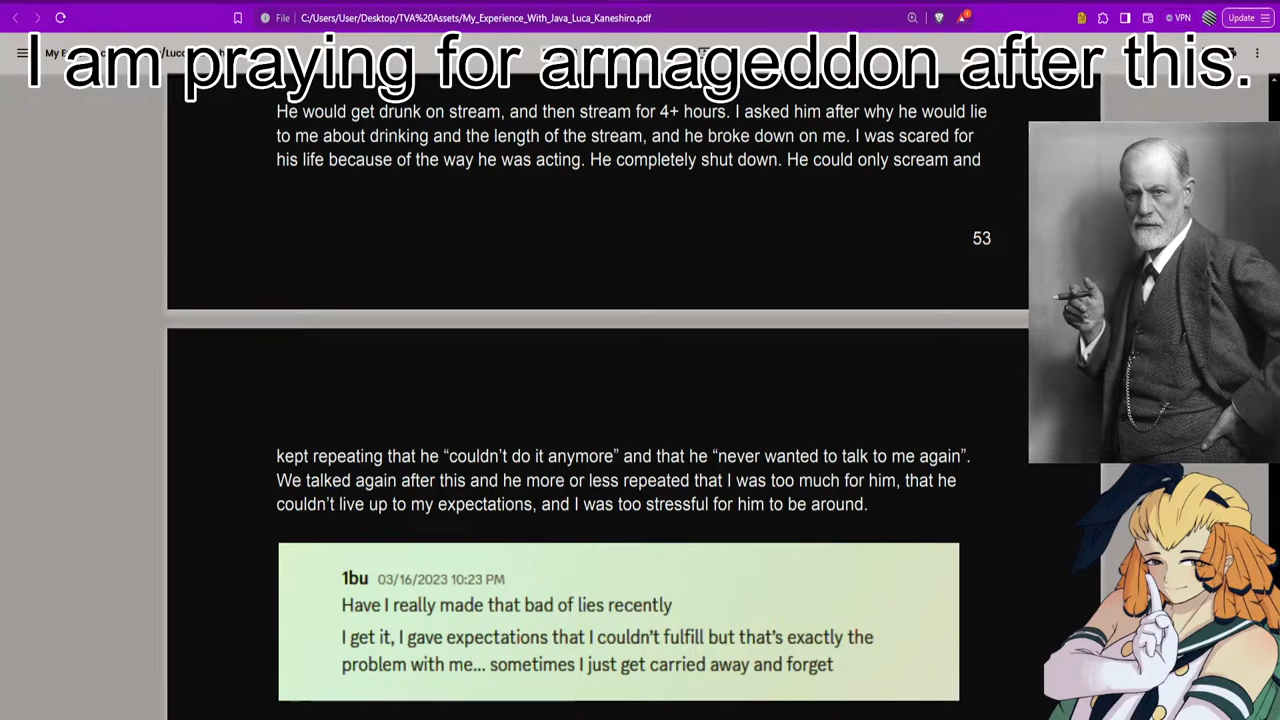 File
C:/Users/User/Desktop/TVA%20Assets/My_Experience_With_Java_Luca_Kaneshiro.pdf
VPN
Update
I am praying for armageddon after this.
He would get drunk on stream, and then stream for 4+ hours. I asked him after why he would lie
to me about drinking and the length of the stream, and he broke down on me. I was scared for
his life because of the way he was acting. He completely shut down. He could only scream and
53
kept repeating that he “couldn’t do it anymore” and that he “never wanted to talk to me again”.
We talked again after this and he more or less repeated that I was too much for him, that he
couldn’t live up to my expectations, and I was too stressful for him to be around.
1bu 03/16/2023 10:23 PM
Have I really made that bad of lies recently
I get it, I gave expectations that I couldn’t fulfill but that’s exactly the
problem with me... sometimes I just get carried away and forget